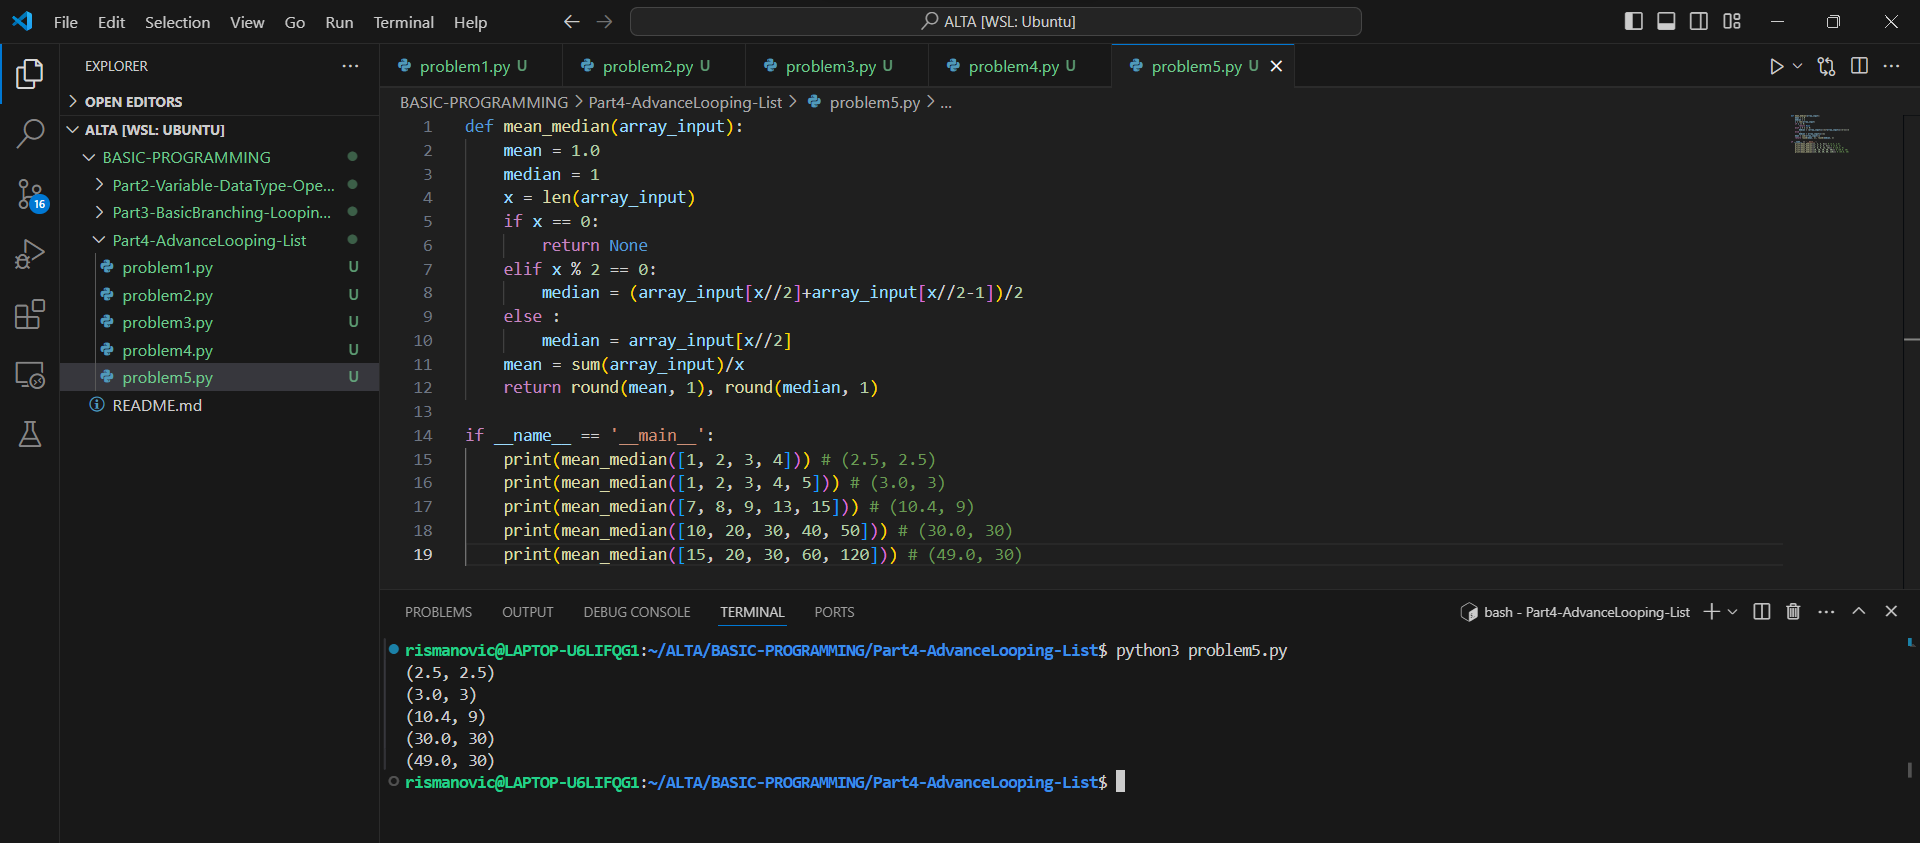 File Edit Selection View Go Run Terminal Help
ALTA [WSL: Ubuntu]
EXPLORER
OPEN EDITORS
ALTA [WSL: UBUNTU]
BASIC-PROGRAMMING
Part2-Variable-DataType-Ope...
Part3-BasicBranching-Loopin...
Part4-AdvanceLooping-List
problem1.py U
problem2.py U
problem3.py U
problem4.py U
problem5.py U
README.md
16
problem1.py U problem2.py U problem3.py U problem4.py U problem5.py U
BASIC-PROGRAMMING > Part4-AdvanceLooping-List > problem5.py > ...
1 def mean_median(array_input):
2     mean = 1.0
3     median = 1
4     x = len(array_input)
5     if x == 0:
6         return None
7     elif x % 2 == 0:
8         median = (array_input[x//2]+array_input[x//2-1])/2
9     else :
10         median = array_input[x//2]
11     mean = sum(array_input)/x
12     return round(mean, 1), round(median, 1)
13
14 if __name__ == '__main__':
15     print(mean_median([1, 2, 3, 4])) # (2.5, 2.5)
16     print(mean_median([1, 2, 3, 4, 5])) # (3.0, 3)
17     print(mean_median([7, 8, 9, 13, 15])) # (10.4, 9)
18     print(mean_median([10, 20, 30, 40, 50])) # (30.0, 30)
19     print(mean_median([15, 20, 30, 60, 120])) # (49.0, 30)
PROBLEMS OUTPUT DEBUG CONSOLE TERMINAL PORTS
bash - Part4-AdvanceLooping-List
rismanovic@LAPTOP-U6LIFQG1:~/ALTA/BASIC-PROGRAMMING/Part4-AdvanceLooping-List$ python3 problem5.py
(2.5, 2.5)
(3.0, 3)
(10.4, 9)
(30.0, 30)
(49.0, 30)
rismanovic@LAPTOP-U6LIFQG1:~/ALTA/BASIC-PROGRAMMING/Part4-AdvanceLooping-List$